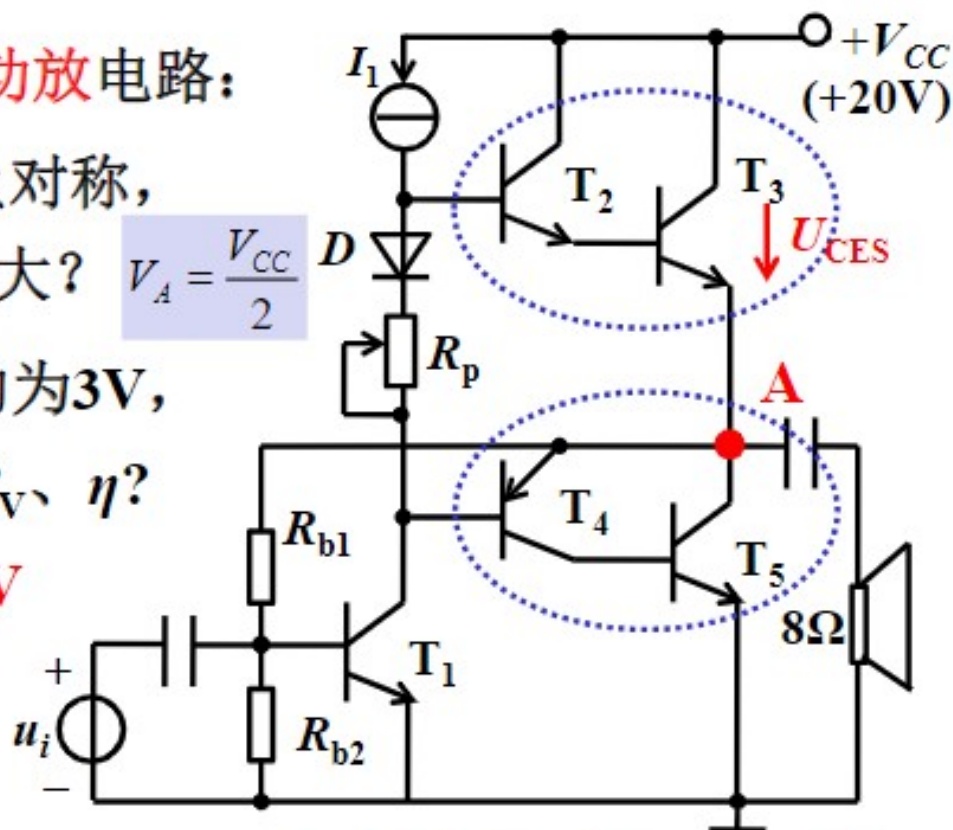 功放电路：
对称，
大？
V_A = V_CC / 2
为3V，
V、η？
V
I₁
+V_CC
(+20V)
T₂
T₃
U_CES
D
R_p
A
T₄
T₅
R_b1
8Ω
T₁
+
u_i
−
R_b2